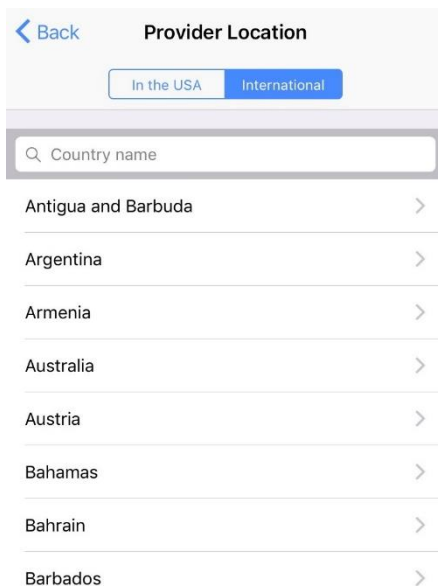 Back Provider Location
In the USA International
Country name
Antigua and Barbuda
Argentina
Armenia
Australia
Austria
Bahamas
Bahrain
Barbados